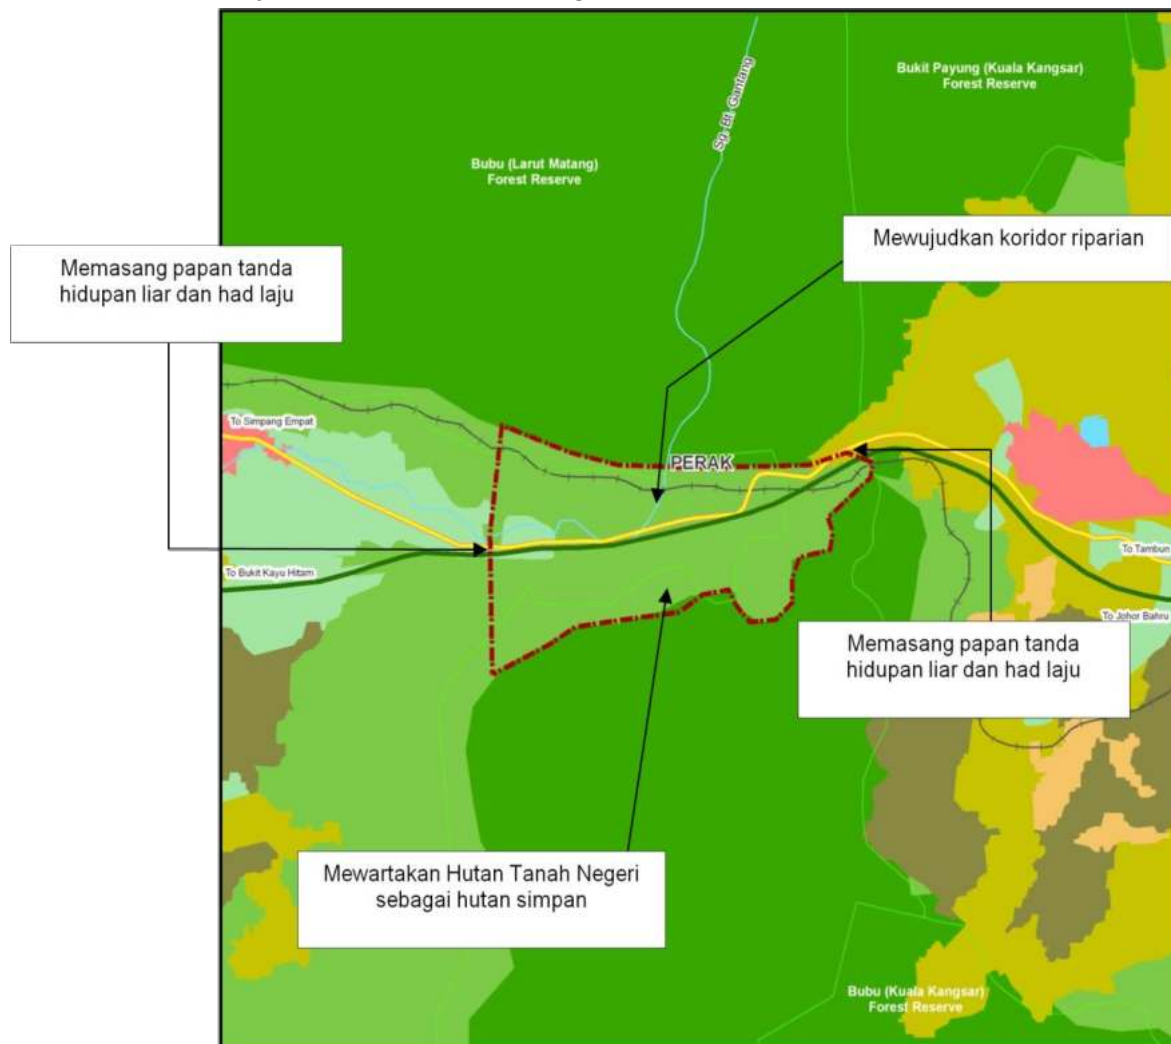 Bukit Payung (Kuala Kangsar)
Forest Reserve
Sg. Bt. Gantang
Bubu (Larut Matang)
Forest Reserve
Mewujudkan koridor riparian
Memasang papan tanda
hidupan liar dan had laju
To Simpang Empat
PERAK
To Tambun
To Bukit Kayu Hitam
To Johor Bahru
Memasang papan tanda
hidupan liar dan had laju
Mewartakan Hutan Tanah Negeri
sebagai hutan simpan
Bubu (Kuala Kangsar)
Forest Reserve